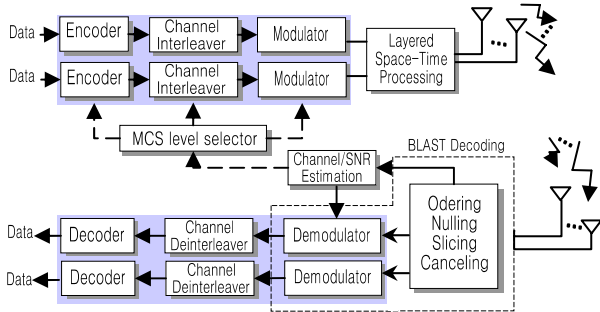 Data
Encoder
Channel
Interleaver
Modulator
Layered
Space-Time
Processing
Data
Encoder
Channel
Interleaver
Modulator
MCS level selector
BLAST Decoding
Channel/SNR
Estimation
Odering
Nulling
Slicing
Canceling
Data
Decoder
Channel
Deinterleaver
Demodulator
Data
Decoder
Channel
Deinterleaver
Demodulator